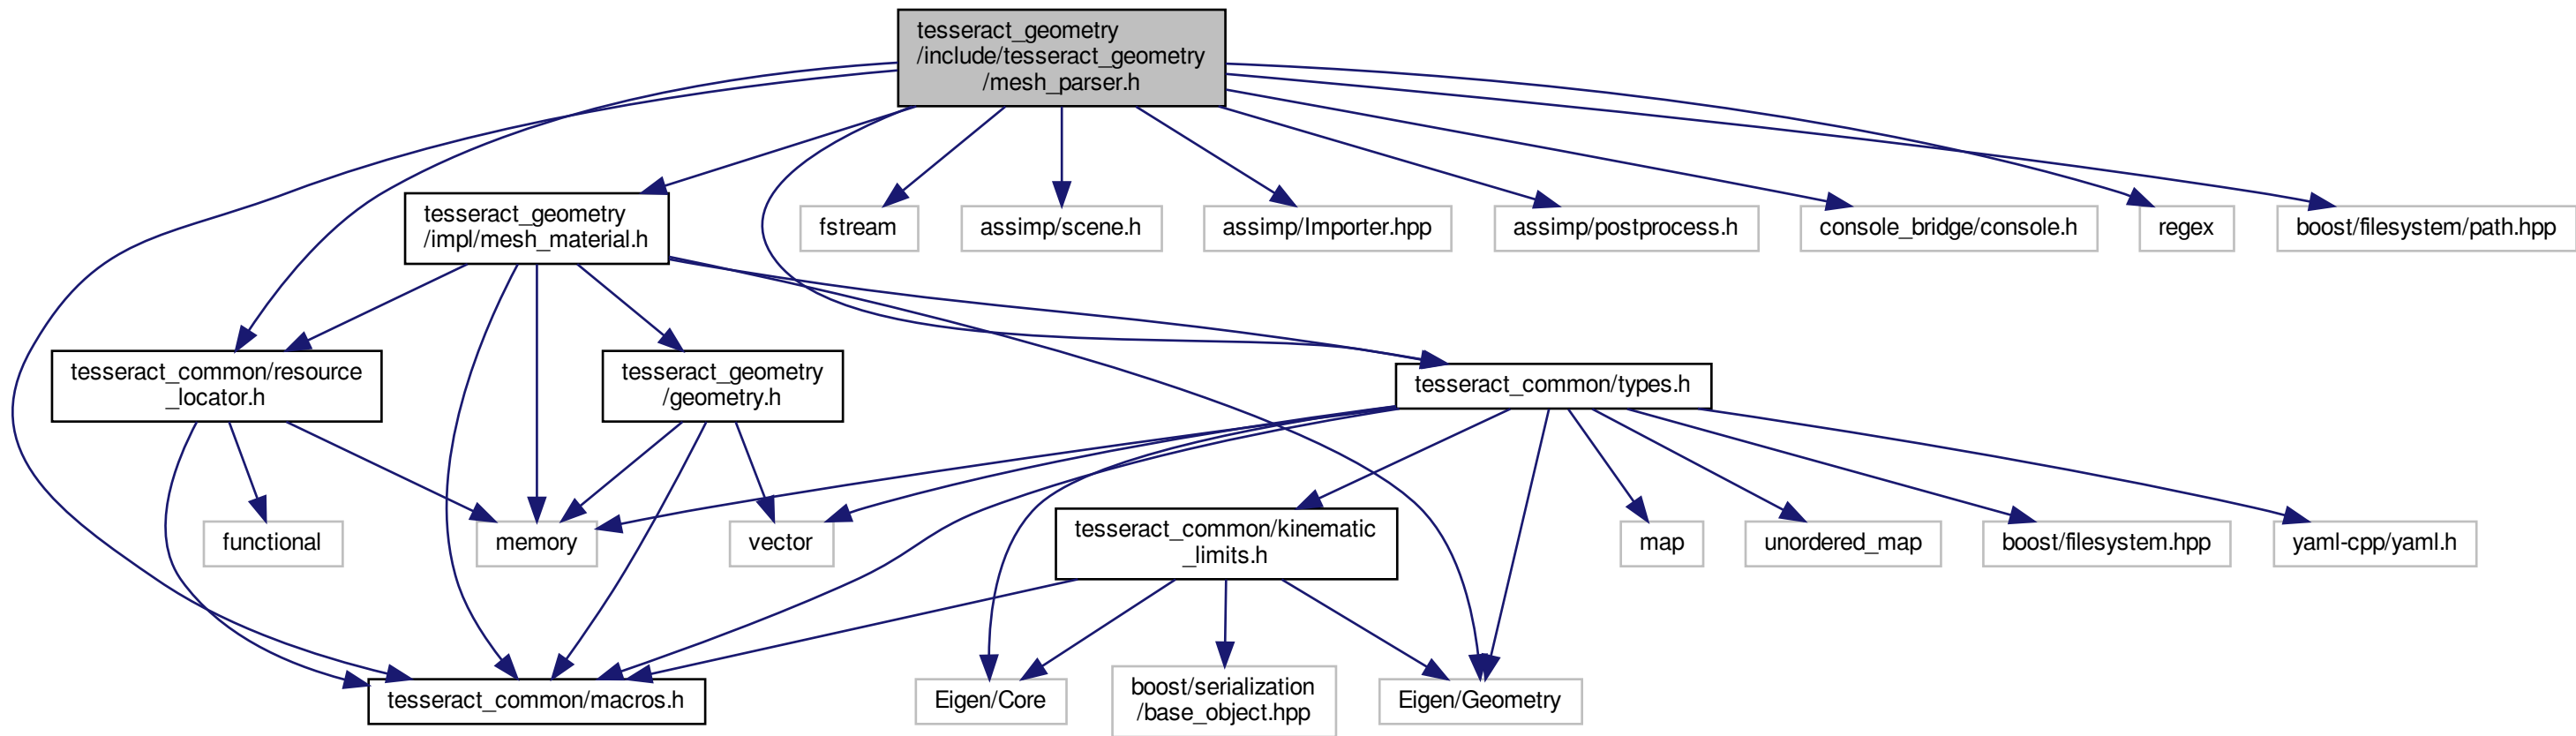 tesseract_geometry
/include/tesseract_geometry
/mesh_parser.h
tesseract_geometry
/impl/mesh_material.h
fstream
assimp/scene.h
assimp/Importer.hpp
assimp/postprocess.h
console_bridge/console.h
regex
boost/filesystem/path.hpp
tesseract_common/resource
_locator.h
tesseract_geometry
/geometry.h
tesseract_common/types.h
functional
memory
vector
tesseract_common/kinematic
_limits.h
map
unordered_map
boost/filesystem.hpp
yaml-cpp/yaml.h
tesseract_common/macros.h
Eigen/Core
boost/serialization
/base_object.hpp
Eigen/Geometry